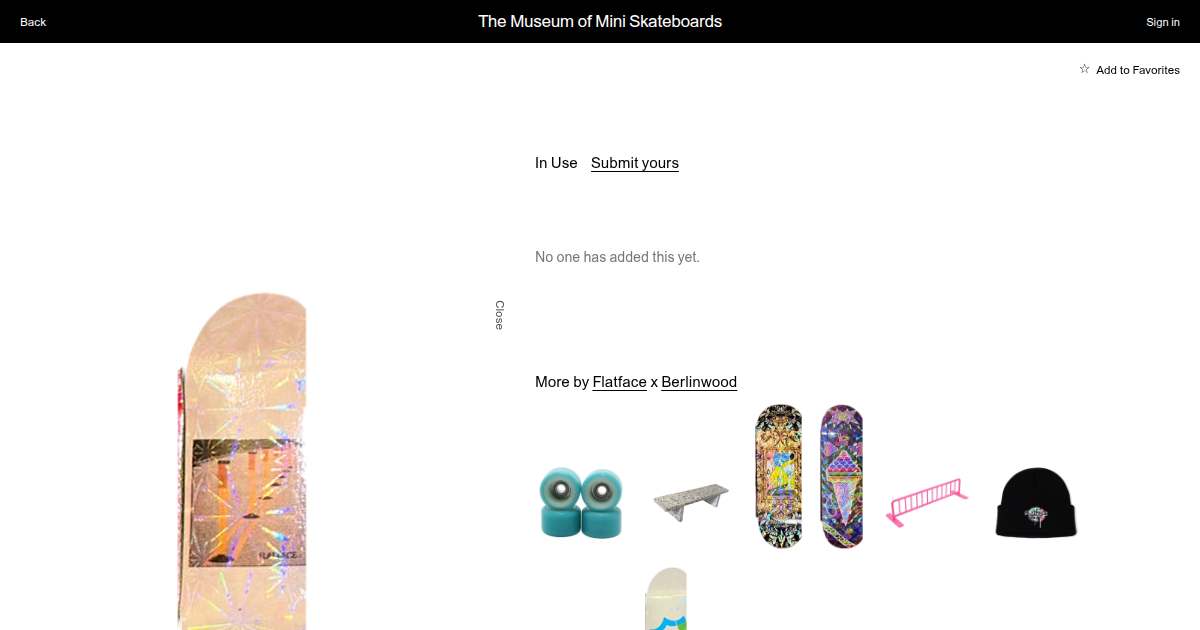 Back
The Museum of Mini Skateboards
Sign in
☆ Add to Favorites
In Use Submit yours
No one has added this yet.
Close
More by Flatface x Berlinwood
FLATFACE